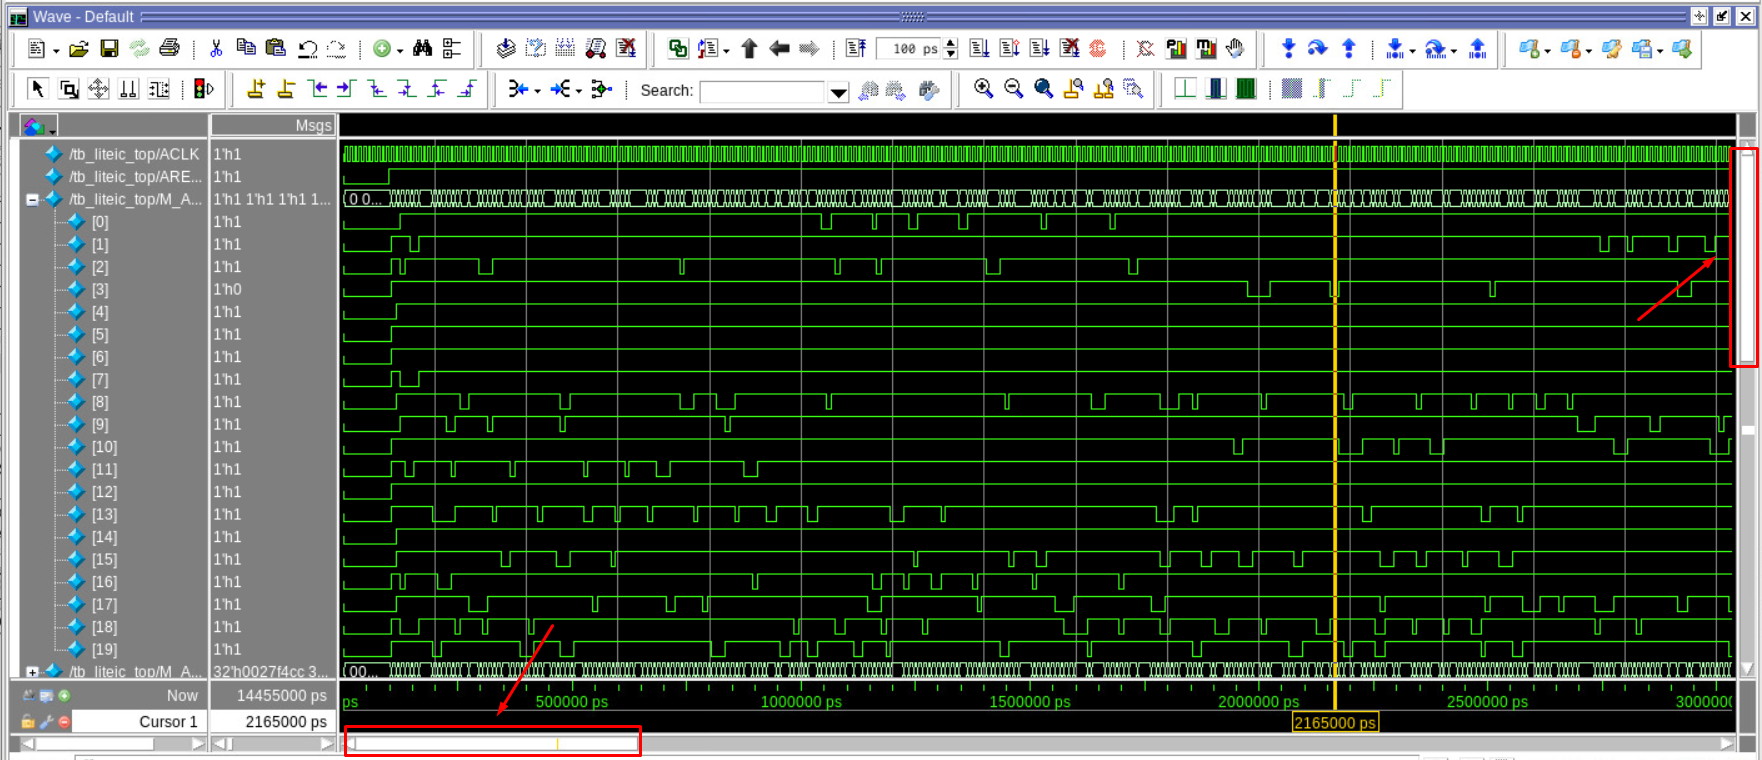 Wave - Default
100 ps
Search:
Msgs
/tb_liteic_top/ACLK 1'h1
/tb_liteic_top/ARE... 1'h1
/tb_liteic_top/M_A... 1'h1 1'h1 1'h1 1... 0 0...
[0] 1'h1
[1] 1'h1
[2] 1'h1
[3] 1'h0
[4] 1'h1
[5] 1'h1
[6] 1'h1
[7] 1'h1
[8] 1'h1
[9] 1'h1
[10] 1'h1
[11] 1'h1
[12] 1'h1
[13] 1'h1
[14] 1'h1
[15] 1'h1
[16] 1'h1
[17] 1'h1
[18] 1'h1
[19] 1'h1
/tb_liteic_top/M_A... 32'h0027f4cc 3... 00...
Now 14455000 ps
ps 500000 ps 1000000 ps 1500000 ps 2000000 ps 2500000 ps 3000000
Cursor 1 2165000 ps
2165000 ps